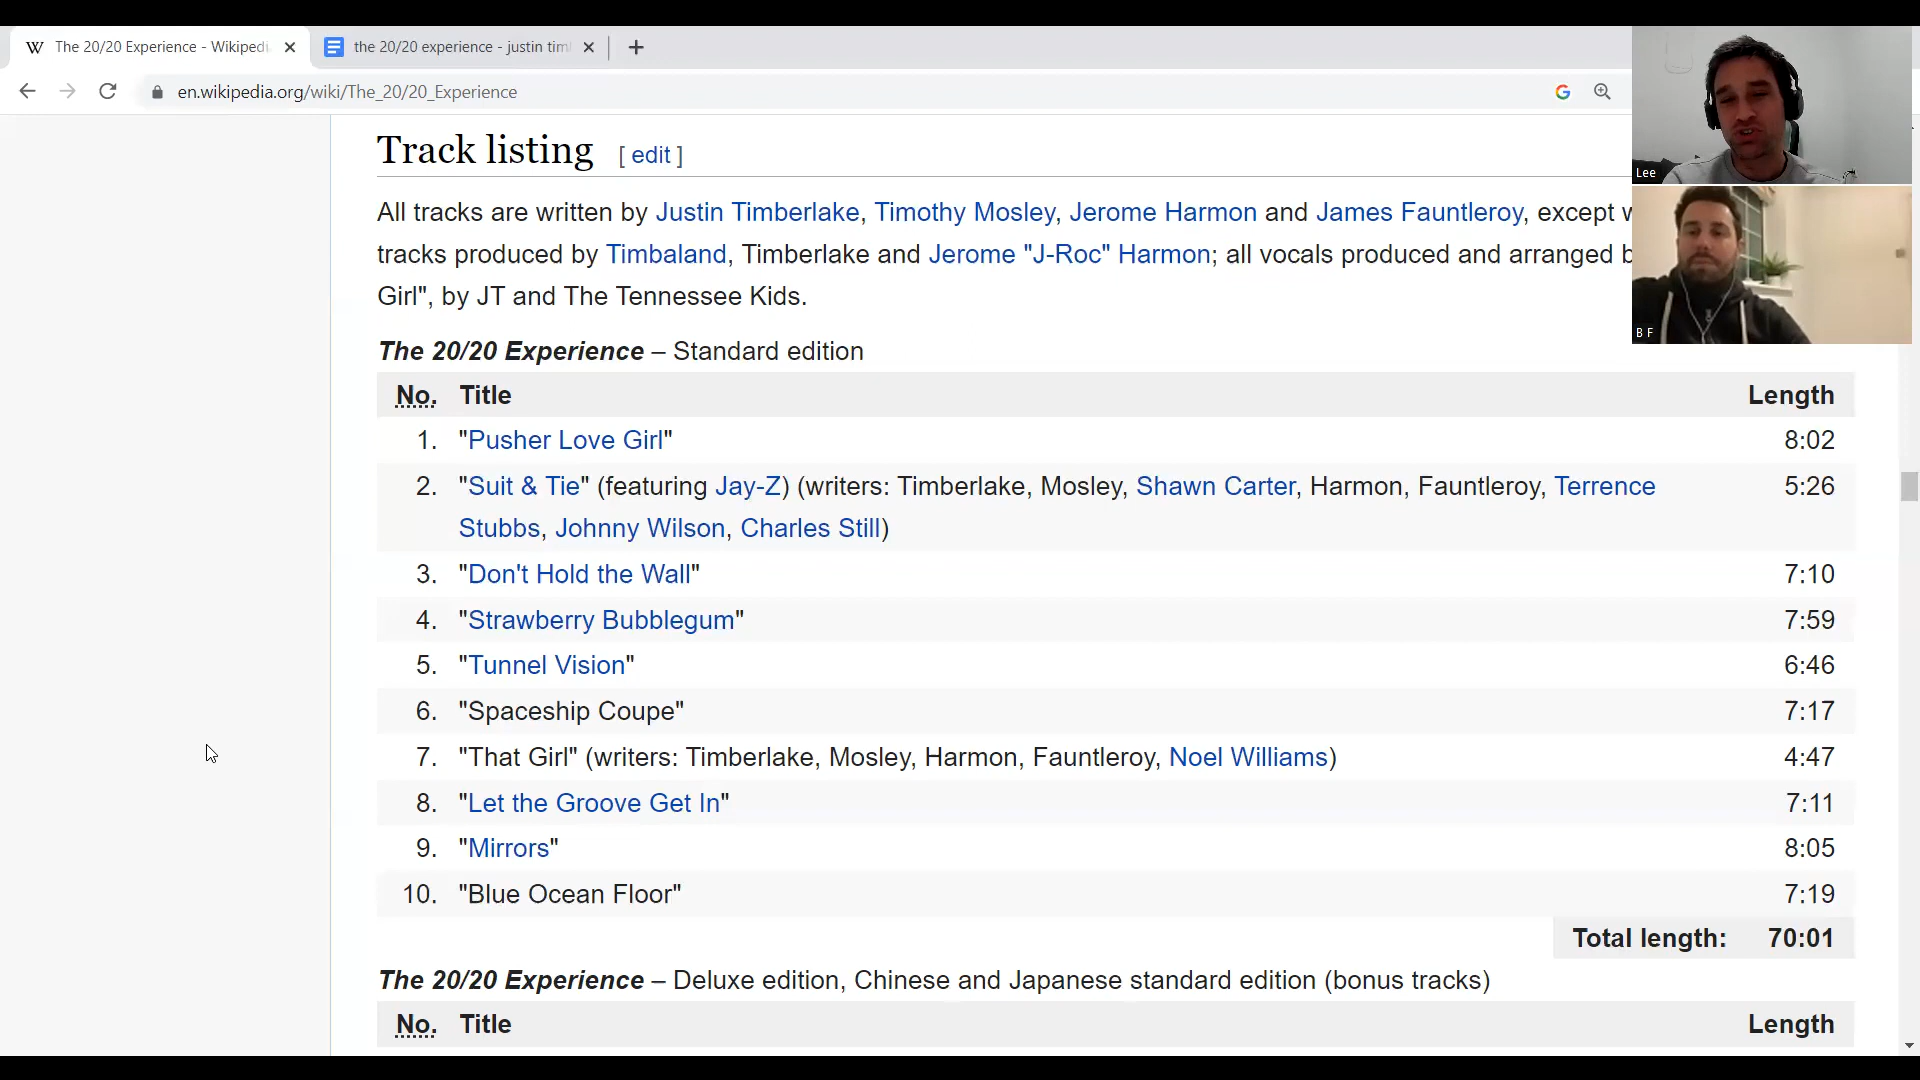 The 20/20 Experience - Wikipedi
the 20/20 experience - justin tim
en.wikipedia.org/wiki/The_20/20_Experience
Lee
B F
Track listing [ edit ]
All tracks are written by Justin Timberlake, Timothy Mosley, Jerome Harmon and James Fauntleroy, except
tracks produced by Timbaland, Timberlake and Jerome "J-Roc" Harmon; all vocals produced and arranged
Girl", by JT and The Tennessee Kids.
The 20/20 Experience – Standard edition
No. Title Length
1. "Pusher Love Girl" 8:02
2. "Suit & Tie" (featuring Jay-Z) (writers: Timberlake, Mosley, Shawn Carter, Harmon, Fauntleroy, Terrence 5:26
Stubbs, Johnny Wilson, Charles Still)
3. "Don't Hold the Wall" 7:10
4. "Strawberry Bubblegum" 7:59
5. "Tunnel Vision" 6:46
6. "Spaceship Coupe" 7:17
7. "That Girl" (writers: Timberlake, Mosley, Harmon, Fauntleroy, Noel Williams) 4:47
8. "Let the Groove Get In" 7:11
9. "Mirrors" 8:05
10. "Blue Ocean Floor" 7:19
Total length: 70:01
The 20/20 Experience – Deluxe edition, Chinese and Japanese standard edition (bonus tracks)
No. Title Length